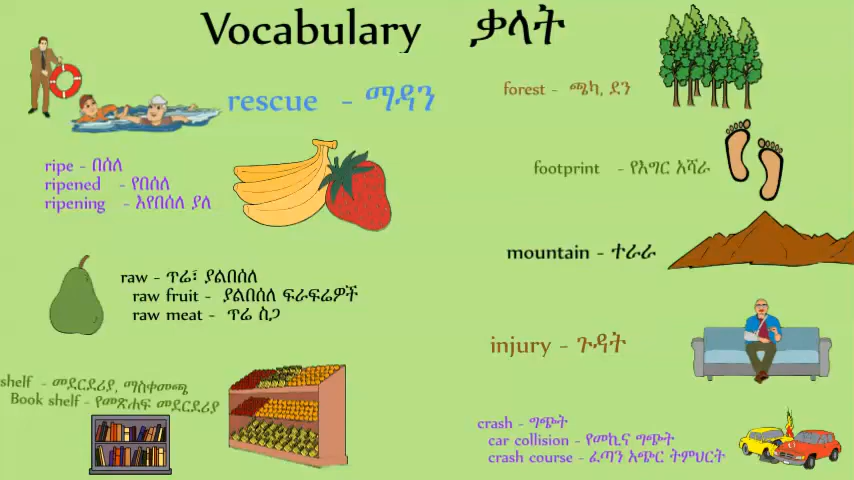 Vocabulary ቃላት
rescue - ማዳን
ripe - በሰለ
ripened - የበሰለ
ripening - እየበሰለ ያለ
raw - ጥሬ፣ ያልበሰለ
raw fruit - ያልበሰለ ፍራፍሬዎች
raw meat - ጥሬ ስጋ
shelf - መደርደሪያ, ማስቀመጫ
Book shelf - የመጽሐፍ መደርደሪያ
forest - ጫካ, ደን
footprint - የእግር አሻራ
mountain - ተራራ
injury - ጉዳት
crash - ግጭት
car collision - የመኪና ግጭት
crash course - ፈጣን አጭር ትምህርት